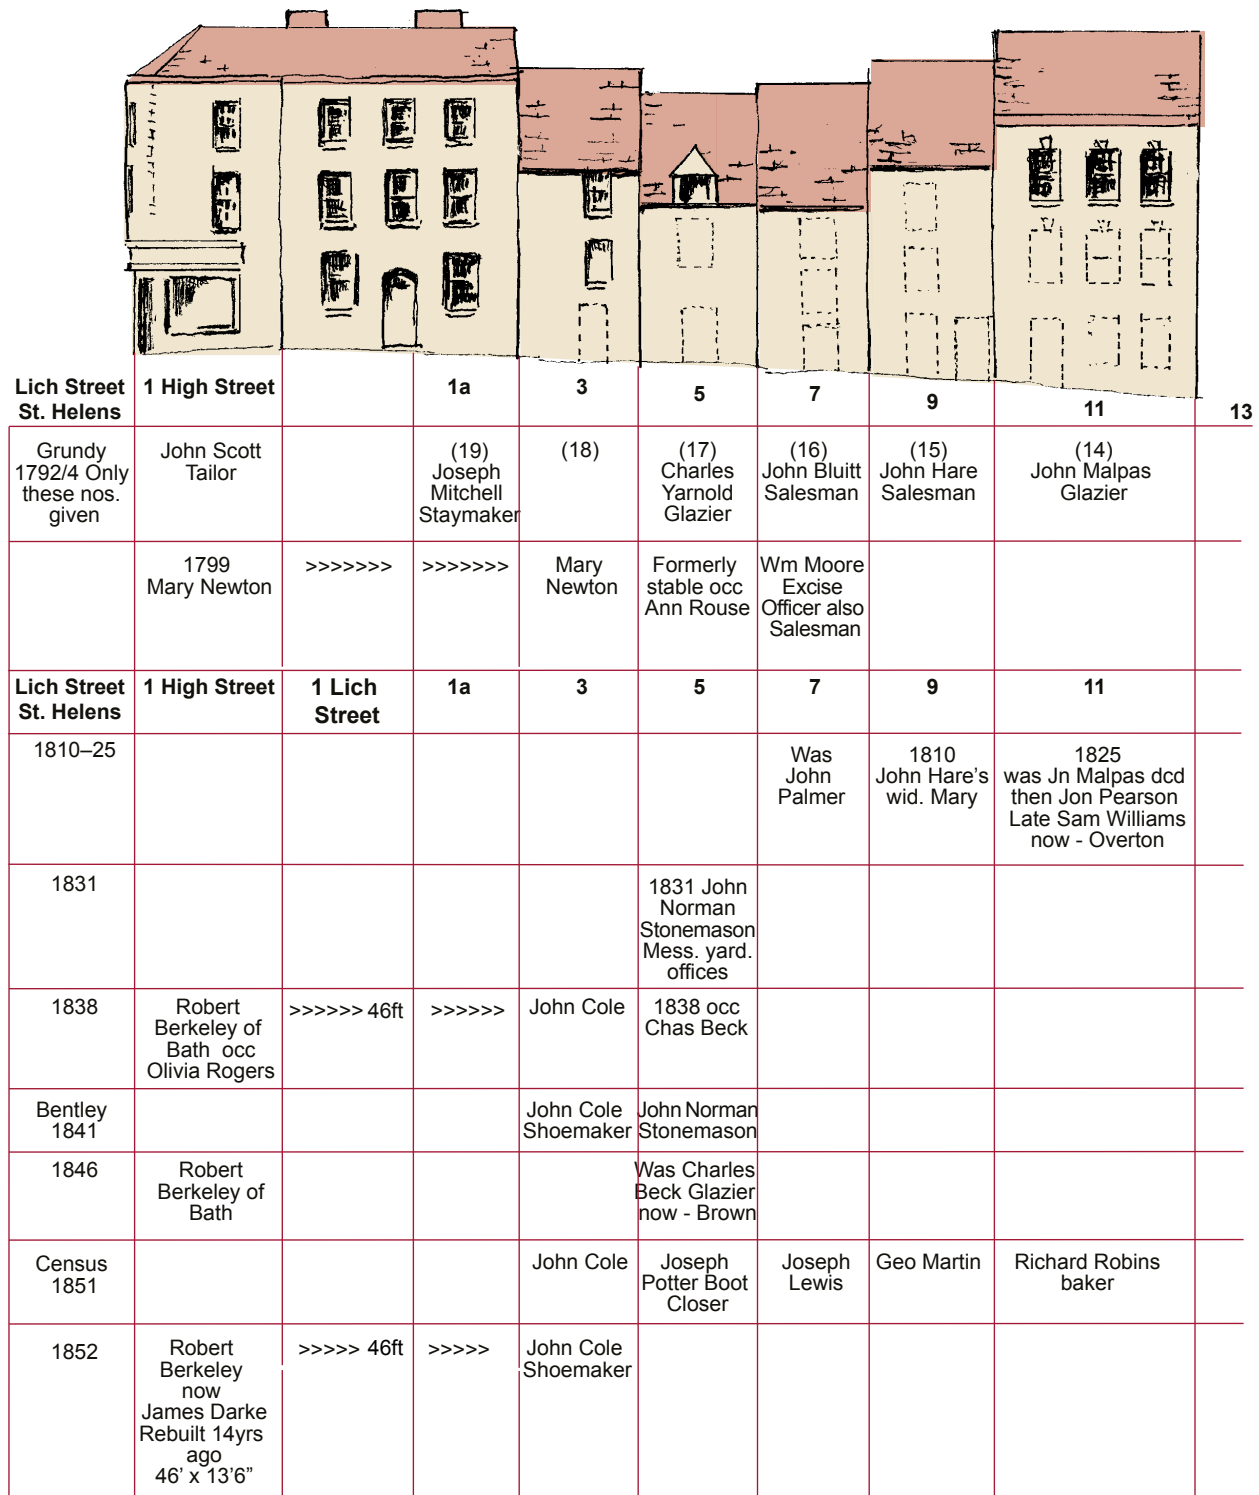 Lich Street
St. Helens
1 High Street
1a
3
5
7
9
11
13
Grundy
1792/4 Only
these nos.
given
John Scott
Tailor
(19)
Joseph
Mitchell
Staymaker
(18)
(17)
Charles
Yarnold
Glazier
(16)
John Bluitt
Salesman
(15)
John Hare
Salesman
(14)
John Malpas
Glazier
1799
Mary Newton
>>>>>>>
>>>>>>>
Mary
Newton
Formerly
stable occ
Ann Rouse
Wm Moore
Excise
Officer also
Salesman
Lich Street
St. Helens
1 High Street
1 Lich
Street
1a
3
5
7
9
11
1810–25
Was
John
Palmer
1810
John Hare's
wid. Mary
1825
was Jn Malpas dcd
then Jon Pearson
Late Sam Williams
now - Overton
1831
1831 John
Norman
Stonemason
Mess. yard.
offices
1838
Robert
Berkeley of
Bath occ
Olivia Rogers
>>>>>> 46ft
>>>>>>
John Cole
1838 occ
Chas Beck
Bentley
1841
John Cole
Shoemaker
John Norman
Stonemason
1846
Robert
Berkeley of
Bath
Was Charles
Beck Glazier
now - Brown
Census
1851
John Cole
Joseph
Potter Boot
Closer
Joseph
Lewis
Geo Martin
Richard Robins
baker
1852
Robert
Berkeley
now
James Darke
Rebuilt 14yrs
ago
46’ x 13’6”
>>>>> 46ft
>>>>>
John Cole
Shoemaker